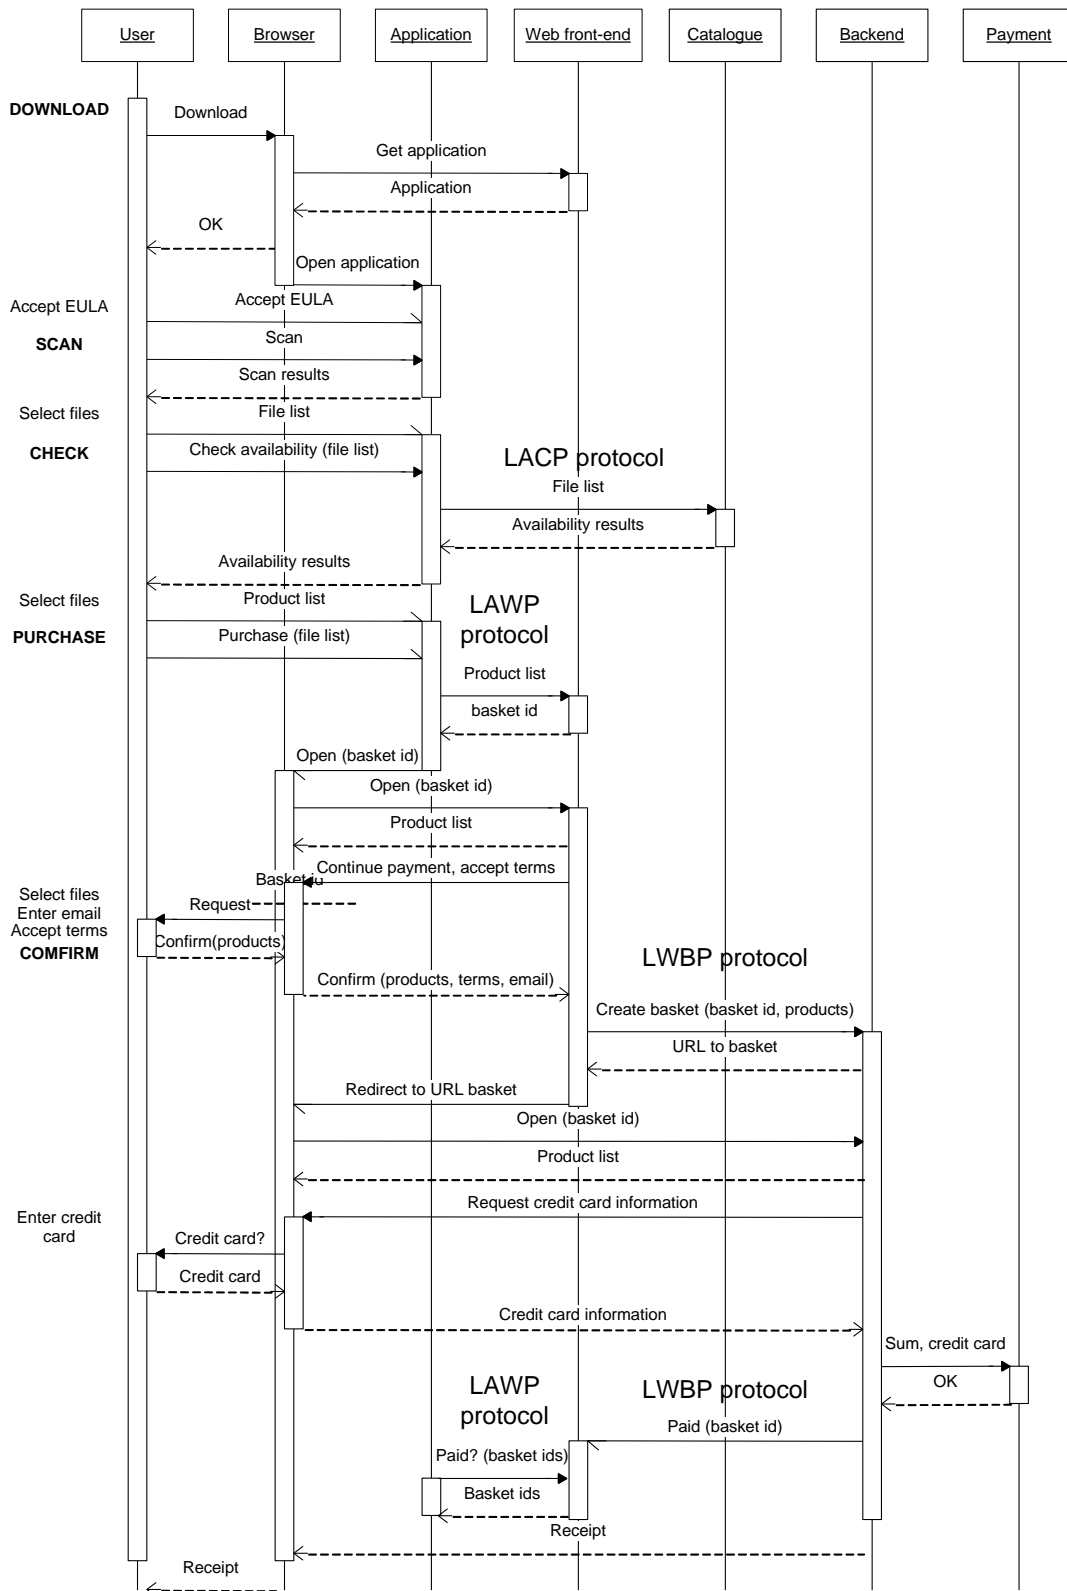 User
Browser
Application
Web front-end
Catalogue
Backend
Payment
DOWNLOAD
Download
Get application
Application
OK
Open application
Accept EULA
Accept EULA
SCAN
Scan
Scan results
Select files
File list
CHECK
Check availability (file list)
LACP protocol
File list
Availability results
Availability results
Select files
Product list
LAWP
protocol
PURCHASE
Purchase (file list)
Product list
basket id
Open (basket id)
Open (basket id)
Product list
Continue payment, accept terms
Basket
Select files
Enter email
Accept terms
COMFIRM
Request
Confirm(products)
LWBP protocol
Confirm (products, terms, email)
Create basket (basket id, products)
URL to basket
Redirect to URL basket
Open (basket id)
Product list
Request credit card information
Enter credit
card
Credit card?
Credit card
Credit card information
Sum, credit card
OK
LAWP
protocol
LWBP protocol
Paid (basket id)
Paid? (basket ids)
Basket ids
Receipt
Receipt